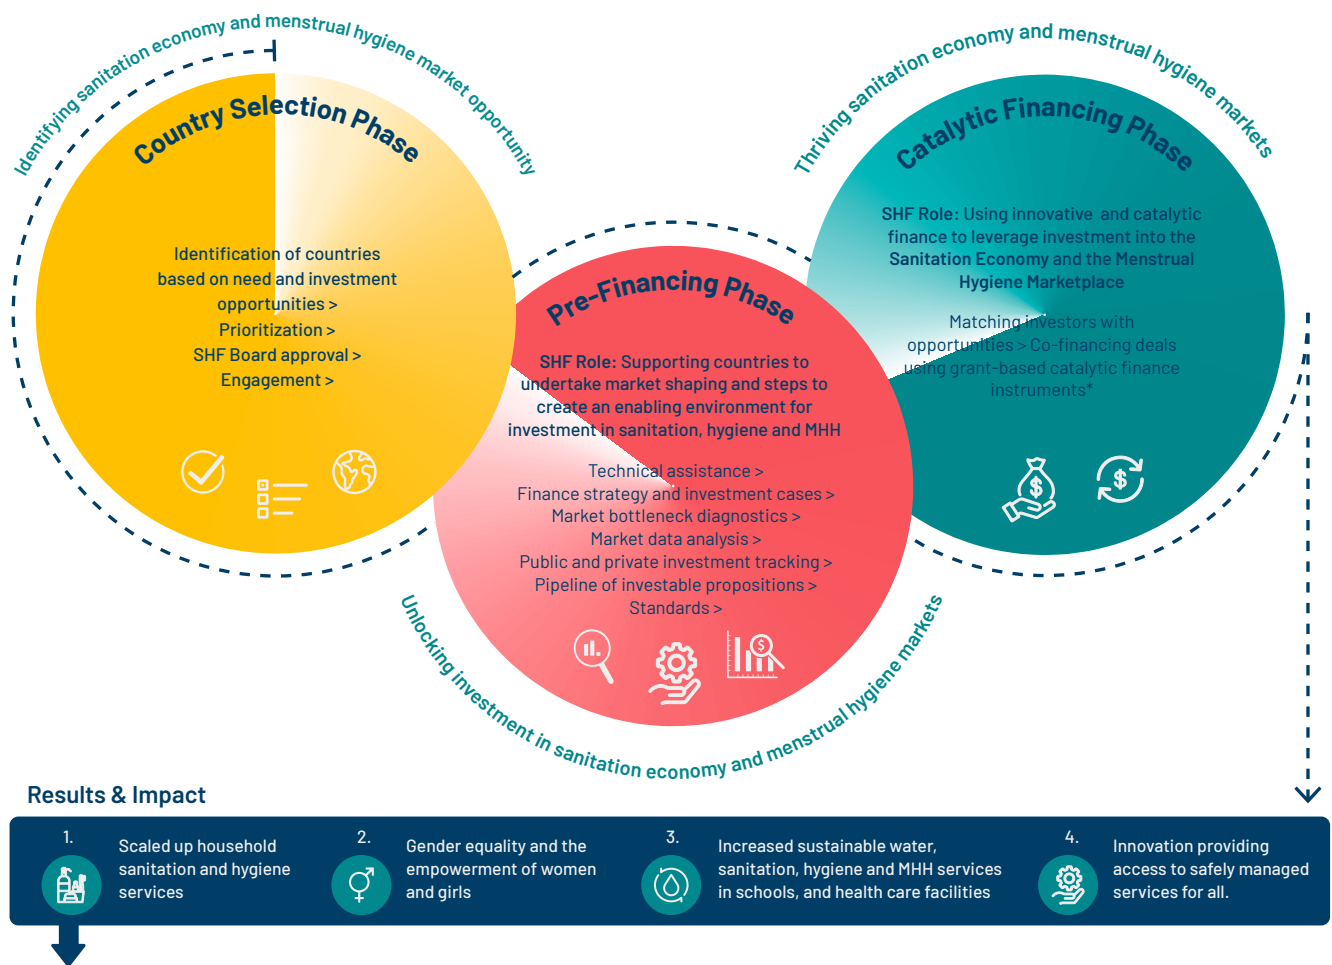 Identifying sanitation economy and menstrual hygiene market opportunity
Country Selection Phase
Identification of countries
based on need and investment
opportunities >
Prioritization >
SHF Board approval >
Engagement >
Unlocking investment in sanitation economy and menstrual hygiene markets
Pre-Financing Phase
SHF Role: Supporting countries to
undertake market shaping and steps to
create an enabling environment for
investment in sanitation, hygiene and MHH
Technical assistance >
Finance strategy and investment cases >
Market bottleneck diagnostics >
Market data analysis >
Public and private investment tracking >
Pipeline of investable propositions >
Standards >
Thriving sanitation economy and menstrual hygiene markets
Catalytic Financing Phase
SHF Role: Using innovative and catalytic
finance to leverage investment into the
Sanitation Economy and the Menstrual
Hygiene Marketplace
Matching investors with
opportunities > Co-financing deals
using grant-based catalytic finance
instruments*
Results & Impact
1.
Scaled up household
sanitation and hygiene
services
2.
Gender equality and the
empowerment of women
and girls
3.
Increased sustainable water,
sanitation, hygiene and MHH services
in schools, and health care facilities
4.
Innovation providing
access to safely managed
services for all.